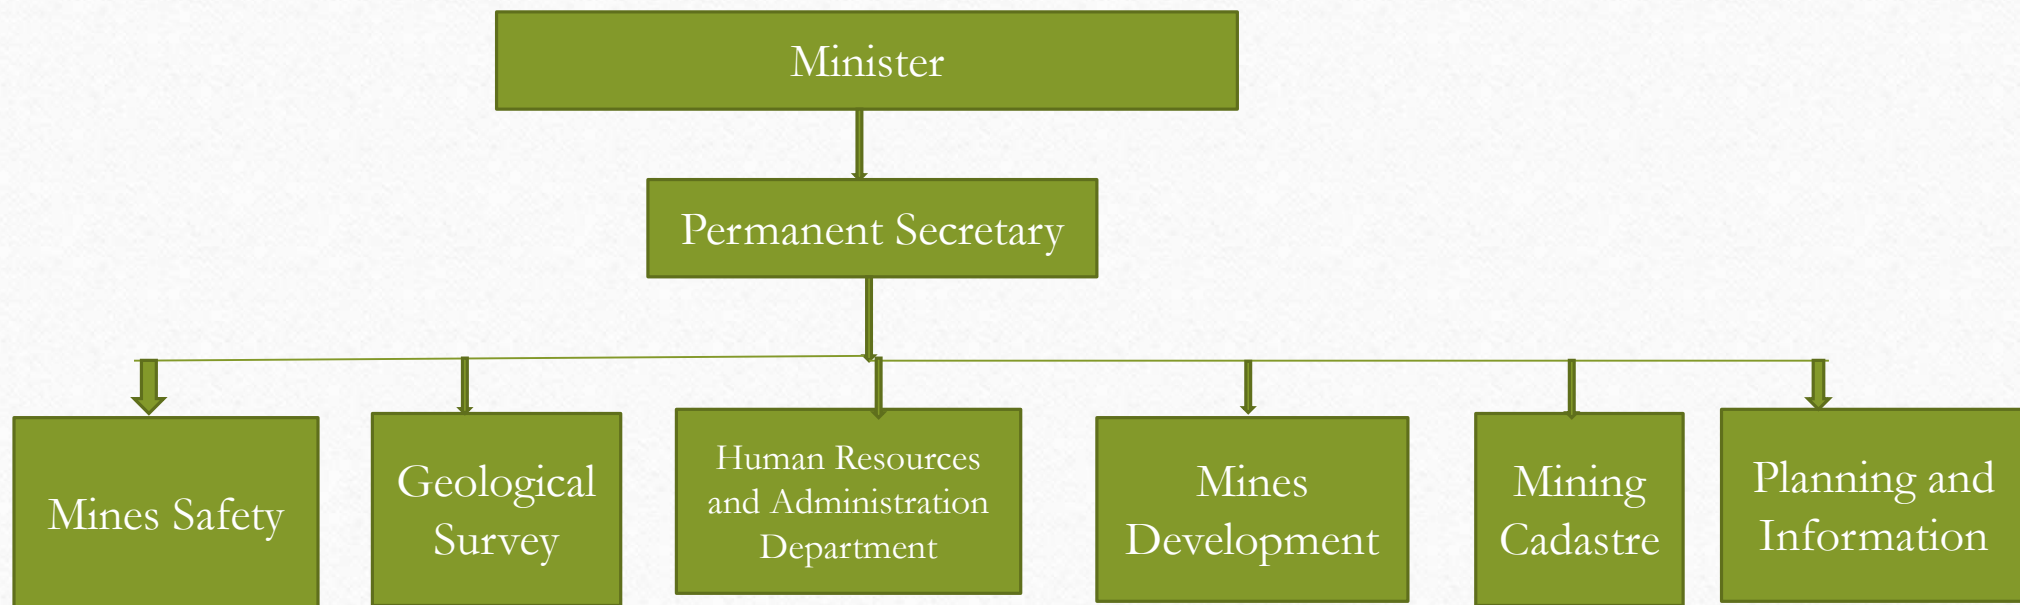 Minister
Permanent Secretary
Mines Safety
Geological
Survey
Human Resources
and Administration
Department
Mines
Development
Mining
Cadastre
Planning and
Information